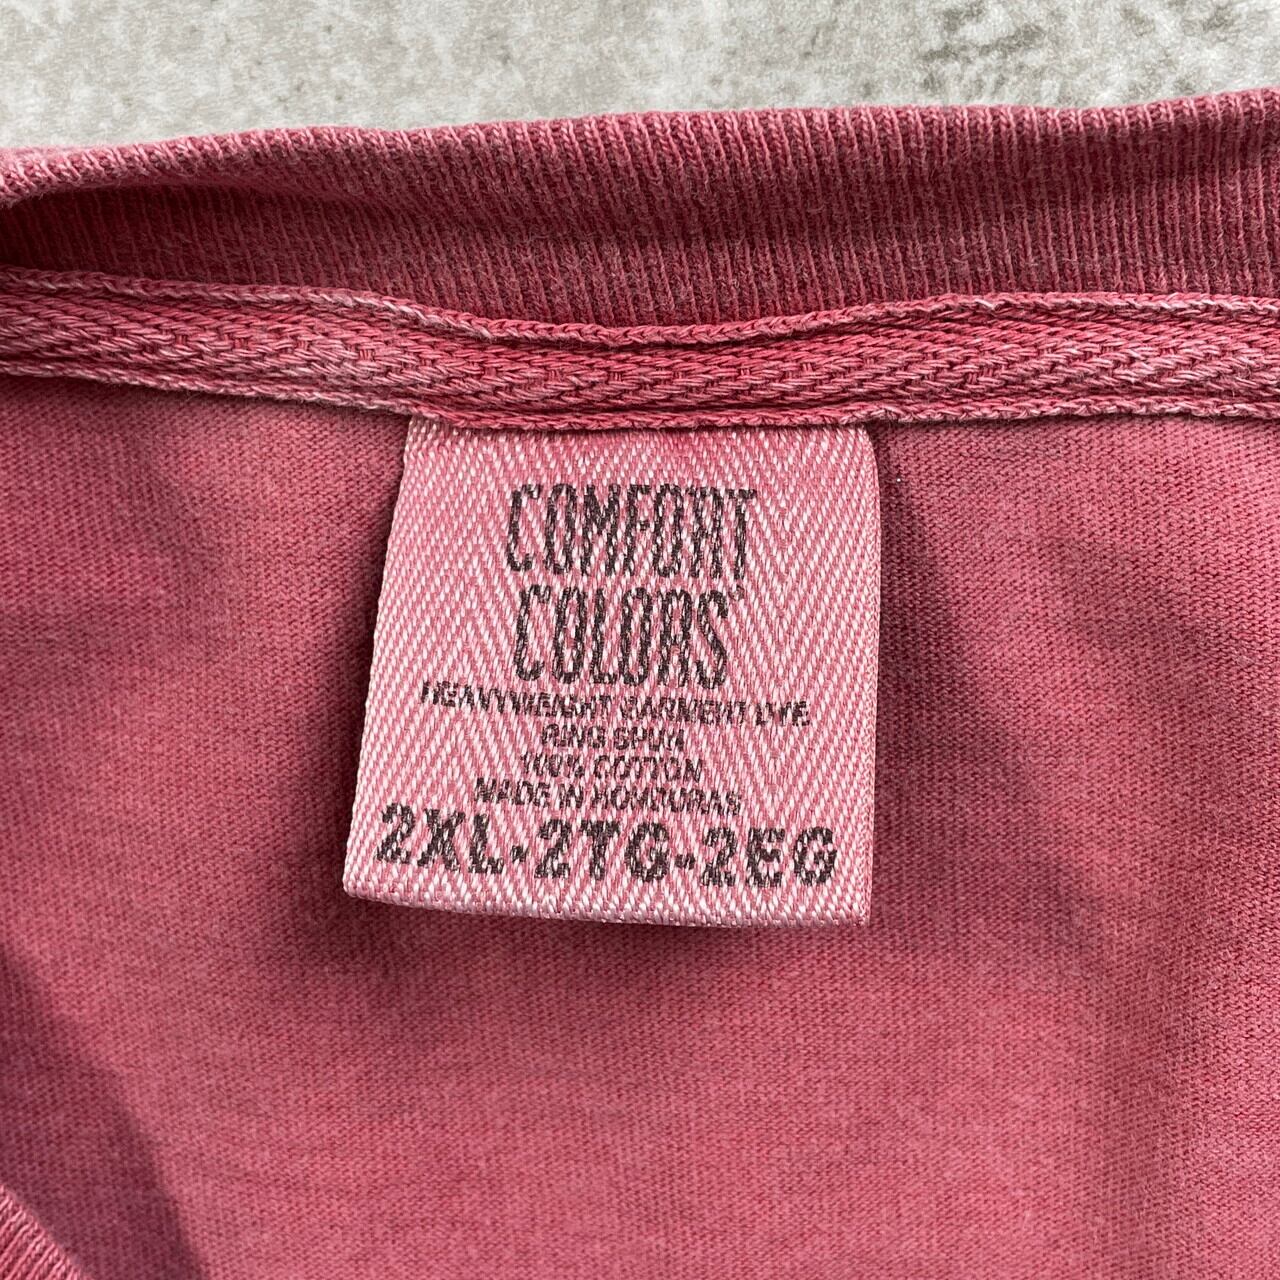 COMFORT
COLORS
HEAVYWEIGHT GARMENT DYE
RING SPUN
100% COTTON
MADE IN HONDURAS
2XL-2TG-2EG